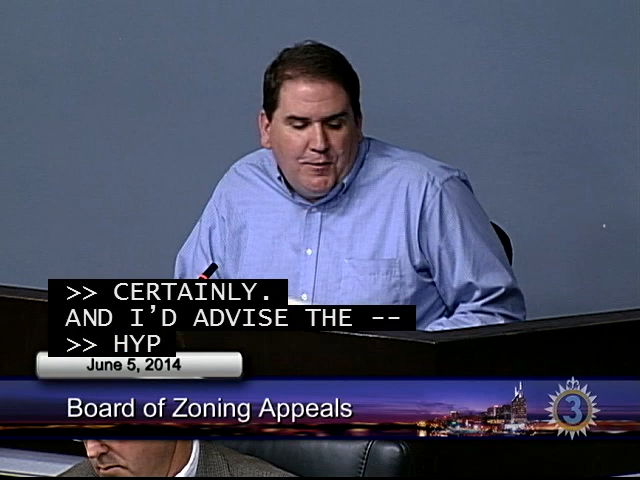 >> CERTAINLY.
AND I'D ADVISE THE --
>> HYP
June 5, 2014
Board of Zoning Appeals
3